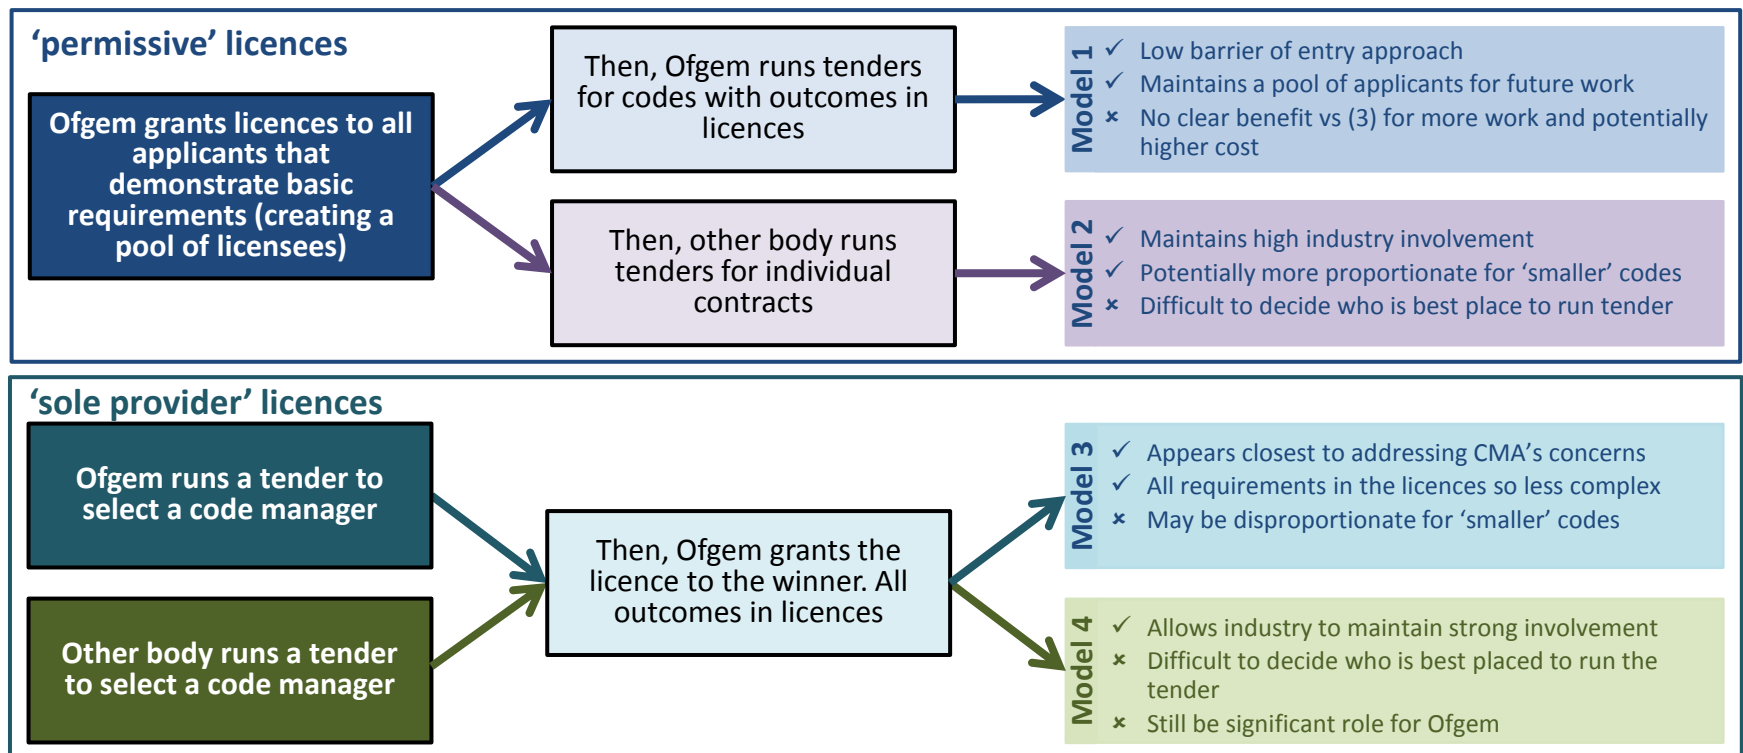 ‘permissive’ licences
Ofgem grants licences to all
applicants that
demonstrate basic
requirements (creating a
pool of licensees)
Then, Ofgem runs tenders
for codes with outcomes in
licences
Model 1
✓ Low barrier of entry approach
✓ Maintains a pool of applicants for future work
× No clear benefit vs (3) for more work and potentially
higher cost
Then, other body runs
tenders for individual
contracts
Model 2
✓ Maintains high industry involvement
✓ Potentially more proportionate for ‘smaller’ codes
× Difficult to decide who is best place to run tender
‘sole provider’ licences
Ofgem runs a tender to
select a code manager
Other body runs a tender
to select a code manager
Then, Ofgem grants the
licence to the winner. All
outcomes in licences
Model 3
✓ Appears closest to addressing CMA’s concerns
✓ All requirements in the licences so less complex
× May be disproportionate for ‘smaller’ codes
Model 4
✓ Allows industry to maintain strong involvement
× Difficult to decide who is best placed to run the
tender
× Still be significant role for Ofgem